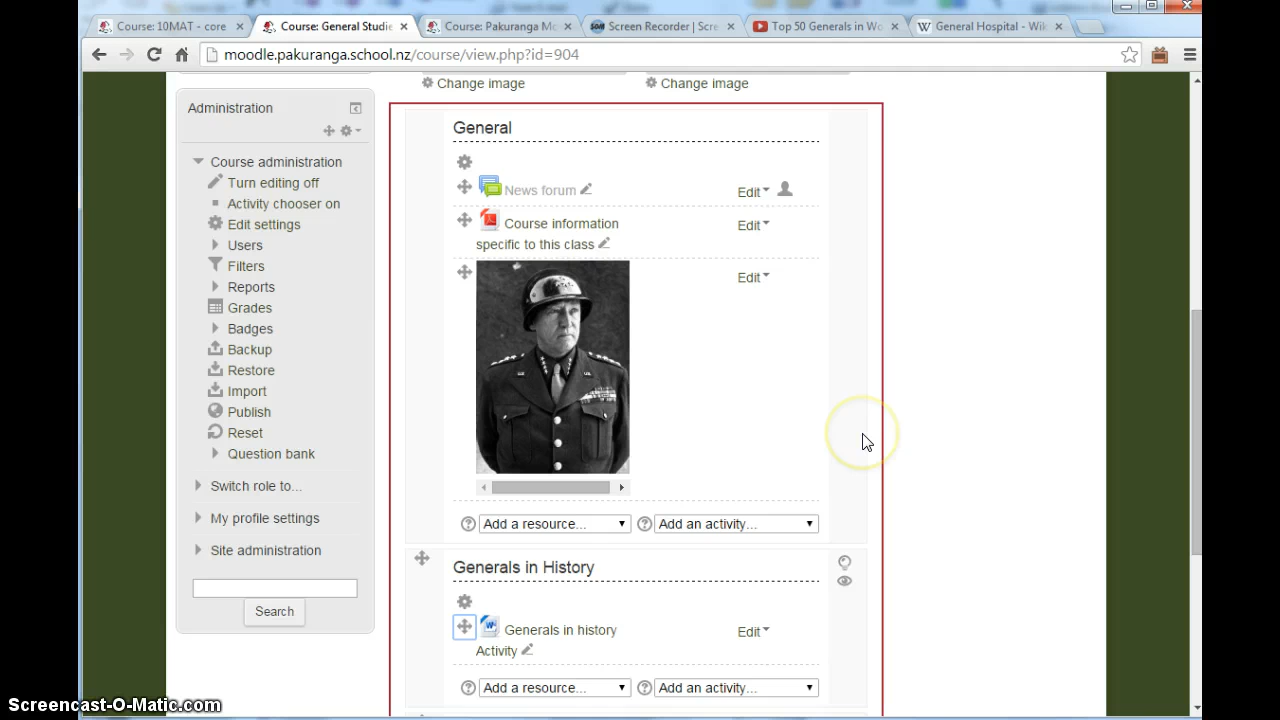 Course: 10MAT - core
Course: General Studie
Course: Pakuranga Mo
Screen Recorder | Scre
Top 50 Generals in Wo
General Hospital - Wik
moodle.pakuranga.school.nz/course/view.php?id=904
Change image
Change image
Administration
Course administration
Turn editing off
Activity chooser on
Edit settings
Users
Filters
Reports
Grades
Badges
Backup
Restore
Import
Publish
Reset
Question bank
Switch role to...
My profile settings
Site administration
Search
General
News forum
Edit
Course information
specific to this class
Edit
Edit
Add a resource...
Add an activity...
Generals in History
Generals in history
Activity
Edit
Add a resource...
Add an activity...
Screencast-O-Matic.com